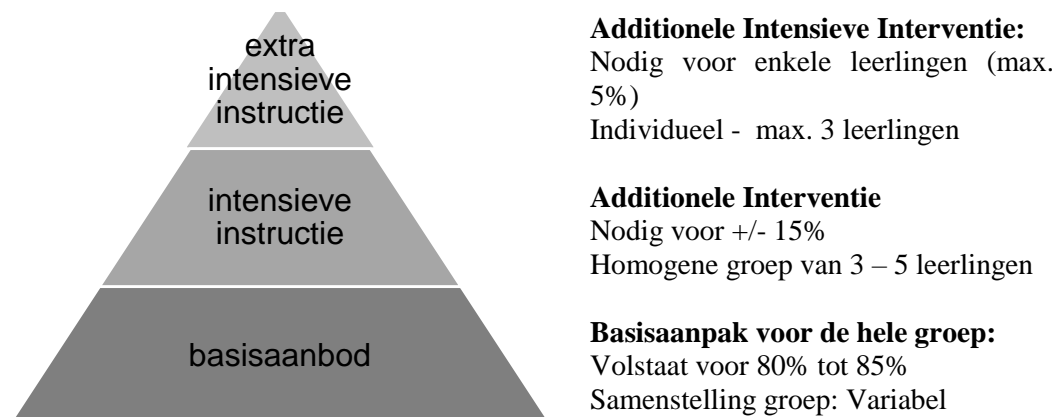 extra
intensieve
instructie
Additionele Intensieve Interventie:
Nodig voor enkele leerlingen (max.
5%)
Individueel - max. 3 leerlingen
intensieve
instructie
Additionele Interventie
Nodig voor +/- 15%
Homogene groep van 3 – 5 leerlingen
basisaanbod
Basisaanpak voor de hele groep:
Volstaat voor 80% tot 85%
Samenstelling groep: Variabel